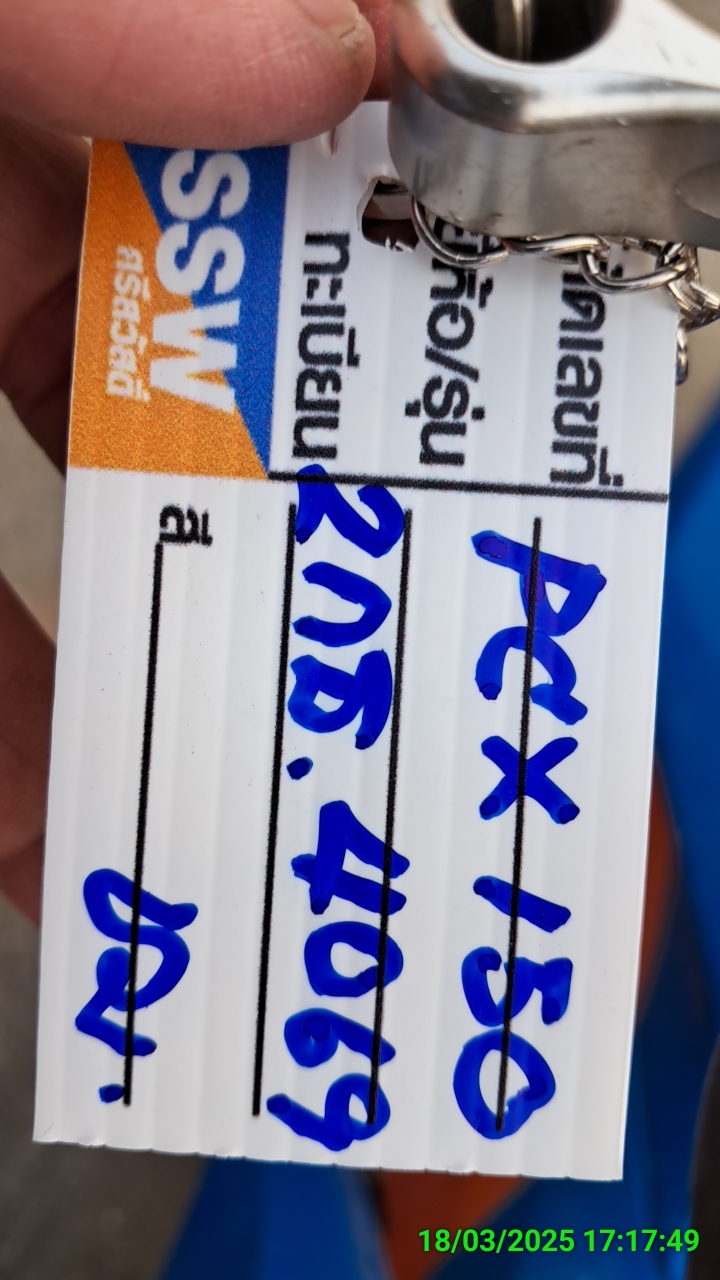 SSW
ศรีสวัสดิ์
ยี่ห้อ/รุ่น PCX 150
ทะเบียน 2กธ. 4069
สี
18/03/2025 17:17:49